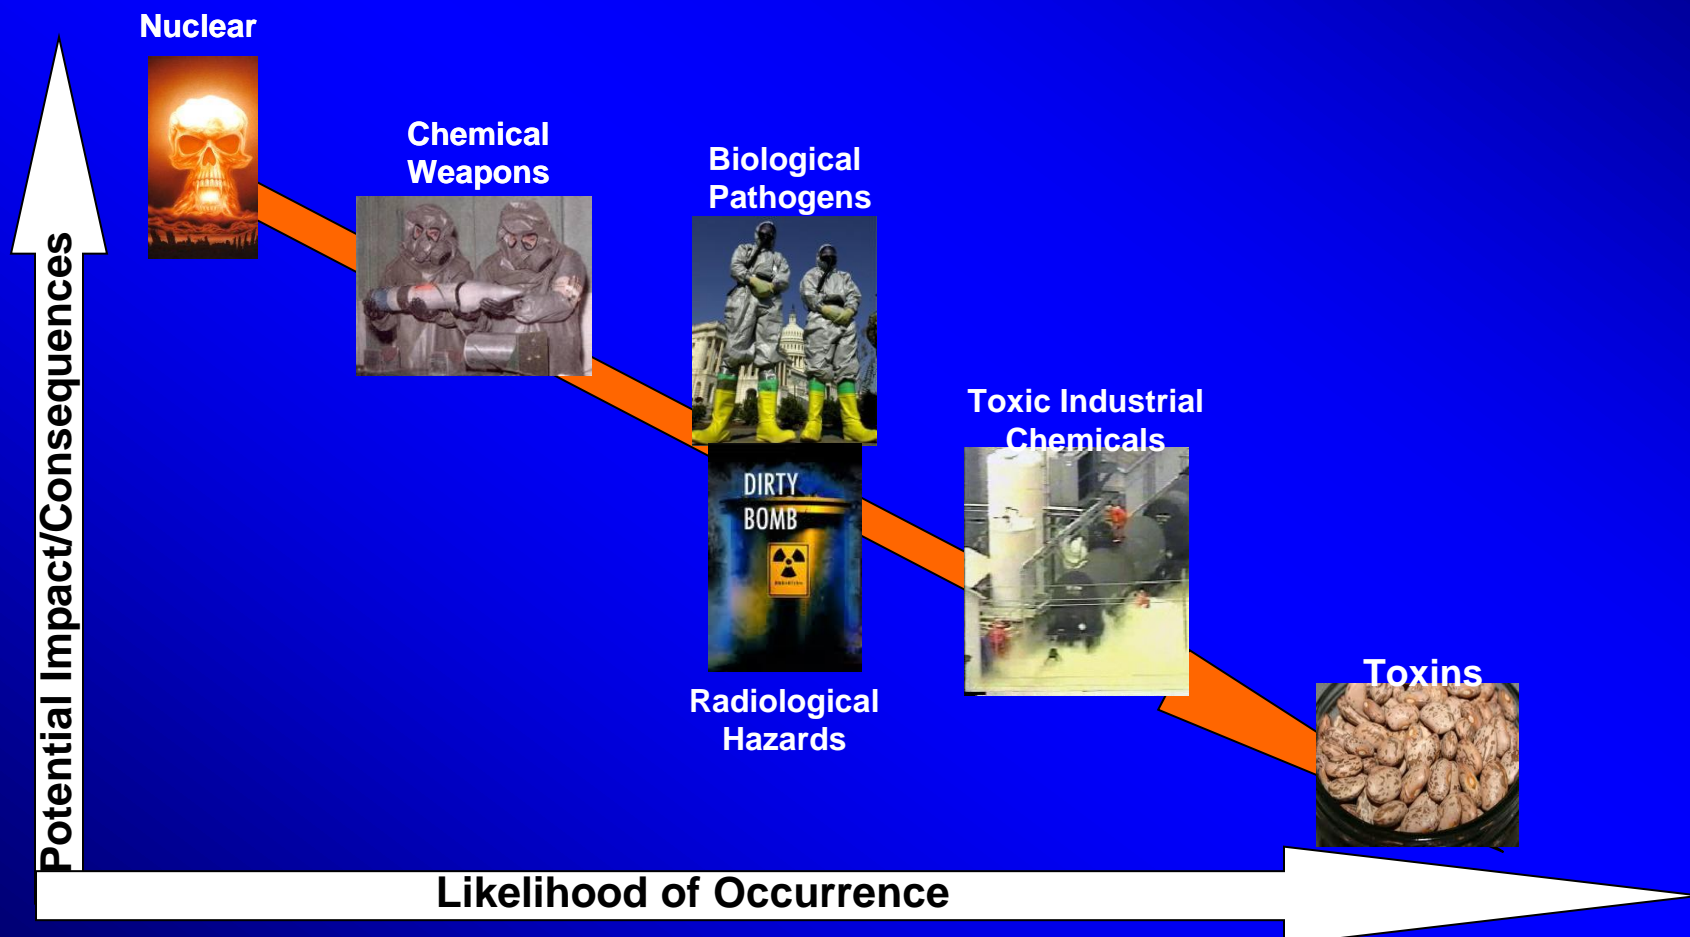 Nuclear
Chemical
Weapons
Biological
Pathogens
Toxic Industrial
Chemicals
DIRTY
BOMB
Radiological
Hazards
Toxins
Potential Impact/Consequences
Likelihood of Occurrence